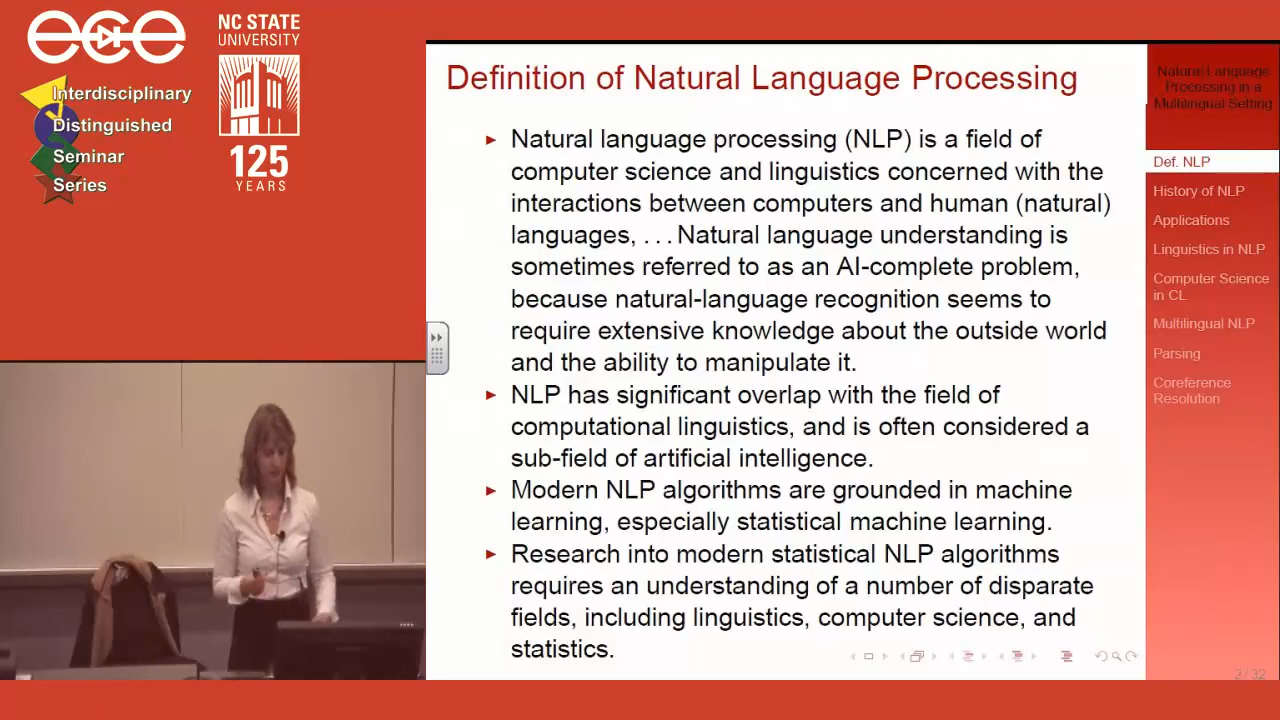 ece
Interdisciplinary
Distinguished
Seminar
Series
NC STATE
UNIVERSITY
125
YEARS
Definition of Natural Language Processing
Natural language processing (NLP) is a field of
computer science and linguistics concerned with the
interactions between computers and human (natural)
languages, . . . Natural language understanding is
sometimes referred to as an AI-complete problem,
because natural-language recognition seems to
require extensive knowledge about the outside world
and the ability to manipulate it.
NLP has significant overlap with the field of
computational linguistics, and is often considered a
sub-field of artificial intelligence.
Modern NLP algorithms are grounded in machine
learning, especially statistical machine learning.
Research into modern statistical NLP algorithms
requires an understanding of a number of disparate
fields, including linguistics, computer science, and
statistics.
Natural Language
Processing in a
Multilingual Setting
Def. NLP
History of NLP
Applications
Linguistics in NLP
Computer Science
in CL
Multilingual NLP
Parsing
Coreference
Resolution
2 / 32